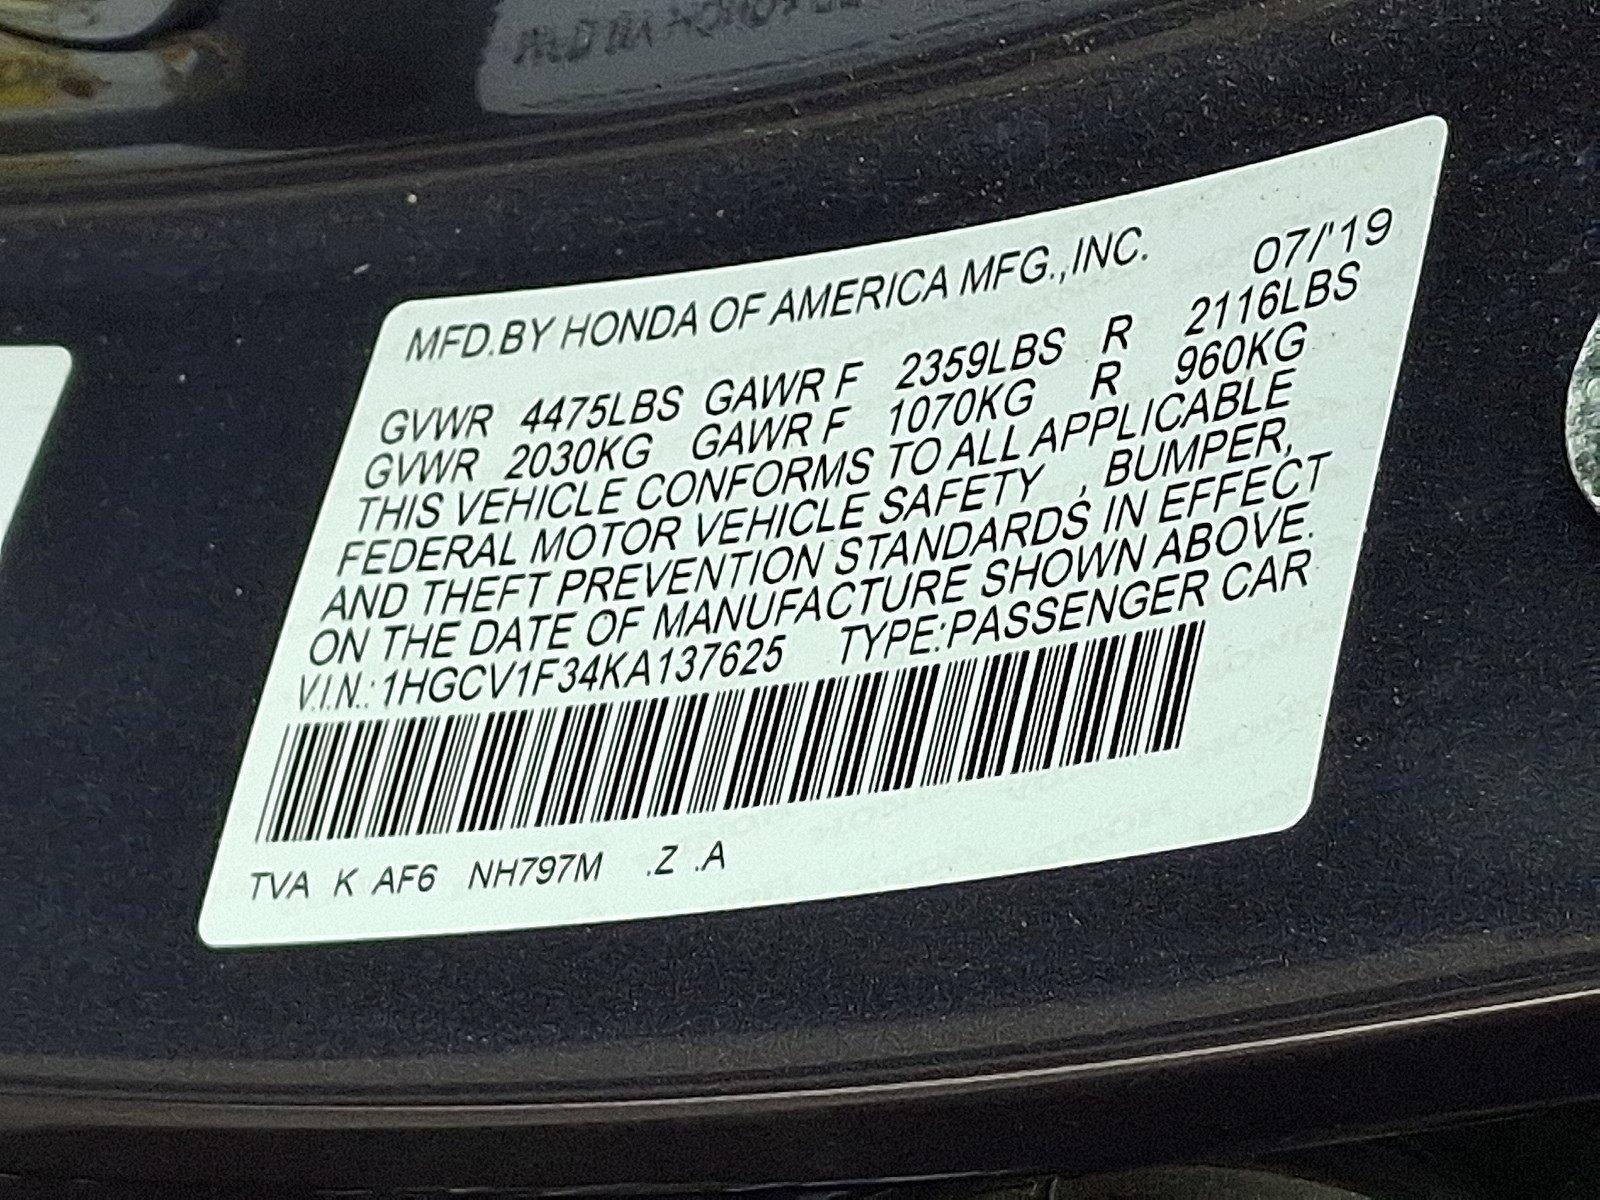 MFD.BY HONDA OF AMERICA MFG.,INC. 07/'19
GVWR 4475LBS GAWR F 2359LBS R 2116LBS
GVWR 2030KG GAWR F 1070KG R 960KG
THIS VEHICLE CONFORMS TO ALL APPLICABLE
FEDERAL MOTOR VEHICLE SAFETY , BUMPER,
AND THEFT PREVENTION STANDARDS IN EFFECT
ON THE DATE OF MANUFACTURE SHOWN ABOVE.
V.I.N.: 1HGCV1F34KA137625 TYPE:PASSENGER CAR
TVA K AF6 NH797M .Z .A